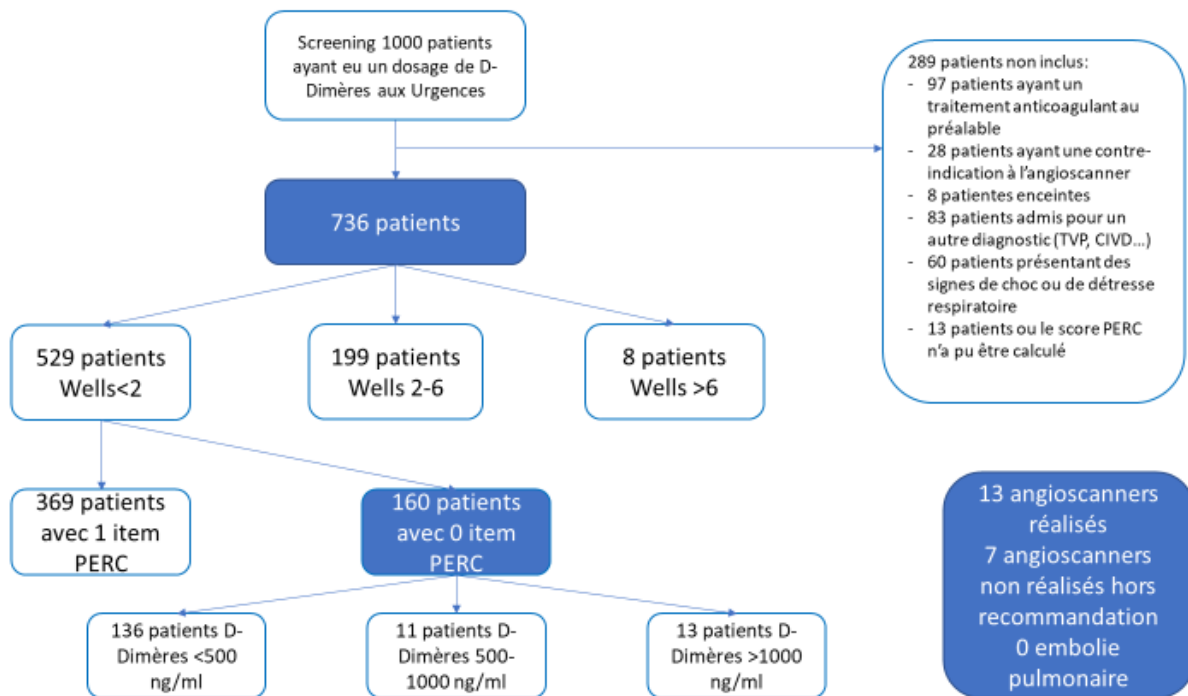 Screening 1000 patients
ayant eu un dosage de D-
Dimères aux Urgences
289 patients non inclus:
- 97 patients ayant un
traitement anticoagulant au
préalable
- 28 patients ayant une contre-
indication à l'angioscanner
- 8 patientes enceintes
- 83 patients admis pour un
autre diagnostic (TVP, CIVD...)
- 60 patients présentant des
signes de choc ou de détresse
respiratoire
- 13 patients ou le score PERC
n'a pu être calculé
736 patients
529 patients
Wells<2
199 patients
Wells 2-6
8 patients
Wells >6
369 patients
avec 1 item
PERC
160 patients
avec 0 item
PERC
13 angioscanners
réalisés
7 angioscanners
non réalisés hors
recommandation
0 embolie
pulmonaire
136 patients D-
Dimères <500
ng/ml
11 patients D-
Dimères 500-
1000 ng/ml
13 patients D-
Dimères >1000
ng/ml